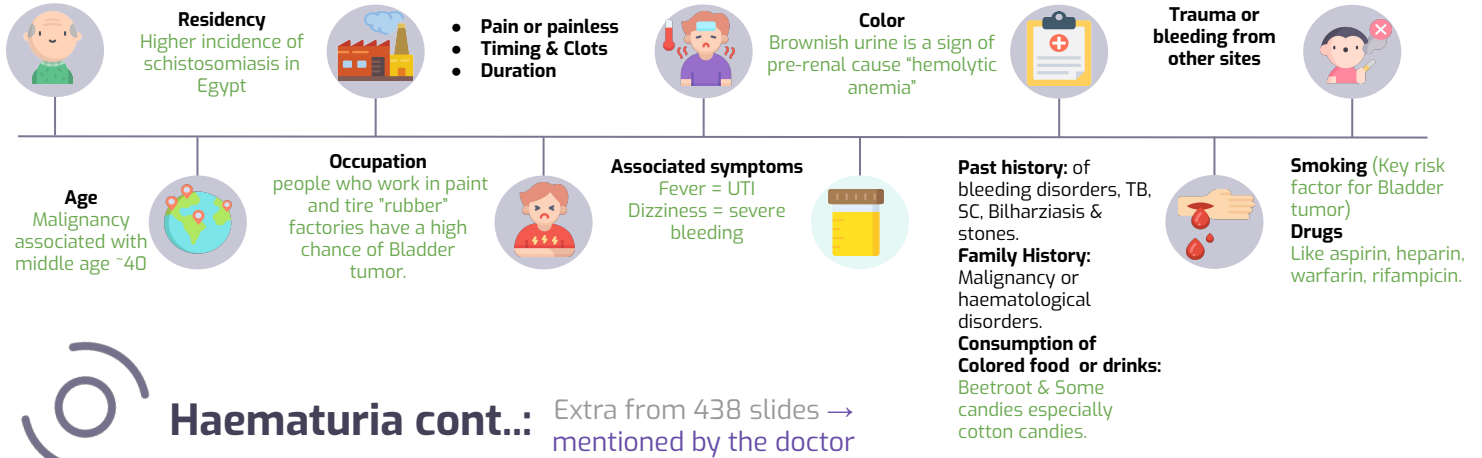 Residency
Higher incidence of
schistosomiasis in
Egypt
● Pain or painless
● Timing & Clots
● Duration
Color
Brownish urine is a sign of
pre-renal cause “hemolytic
anemia”
Trauma or
bleeding from
other sites
Age
Malignancy
associated with
middle age ~40
Occupation
people who work in paint
and tire "rubber"
factories have a high
chance of Bladder
tumor.
Associated symptoms
Fever = UTI
Dizziness = severe
bleeding
Past history: of
bleeding disorders, TB,
SC, Bilharziasis &
stones.
Family History:
Malignancy or
haematological
disorders.
Consumption of
Colored food or drinks:
Beetroot & Some
candies especially
cotton candies.
Smoking (Key risk
factor for Bladder
tumor)
Drugs
Like aspirin, heparin,
warfarin, rifampicin.
Haematuria cont..:
Extra from 438 slides →
mentioned by the doctor